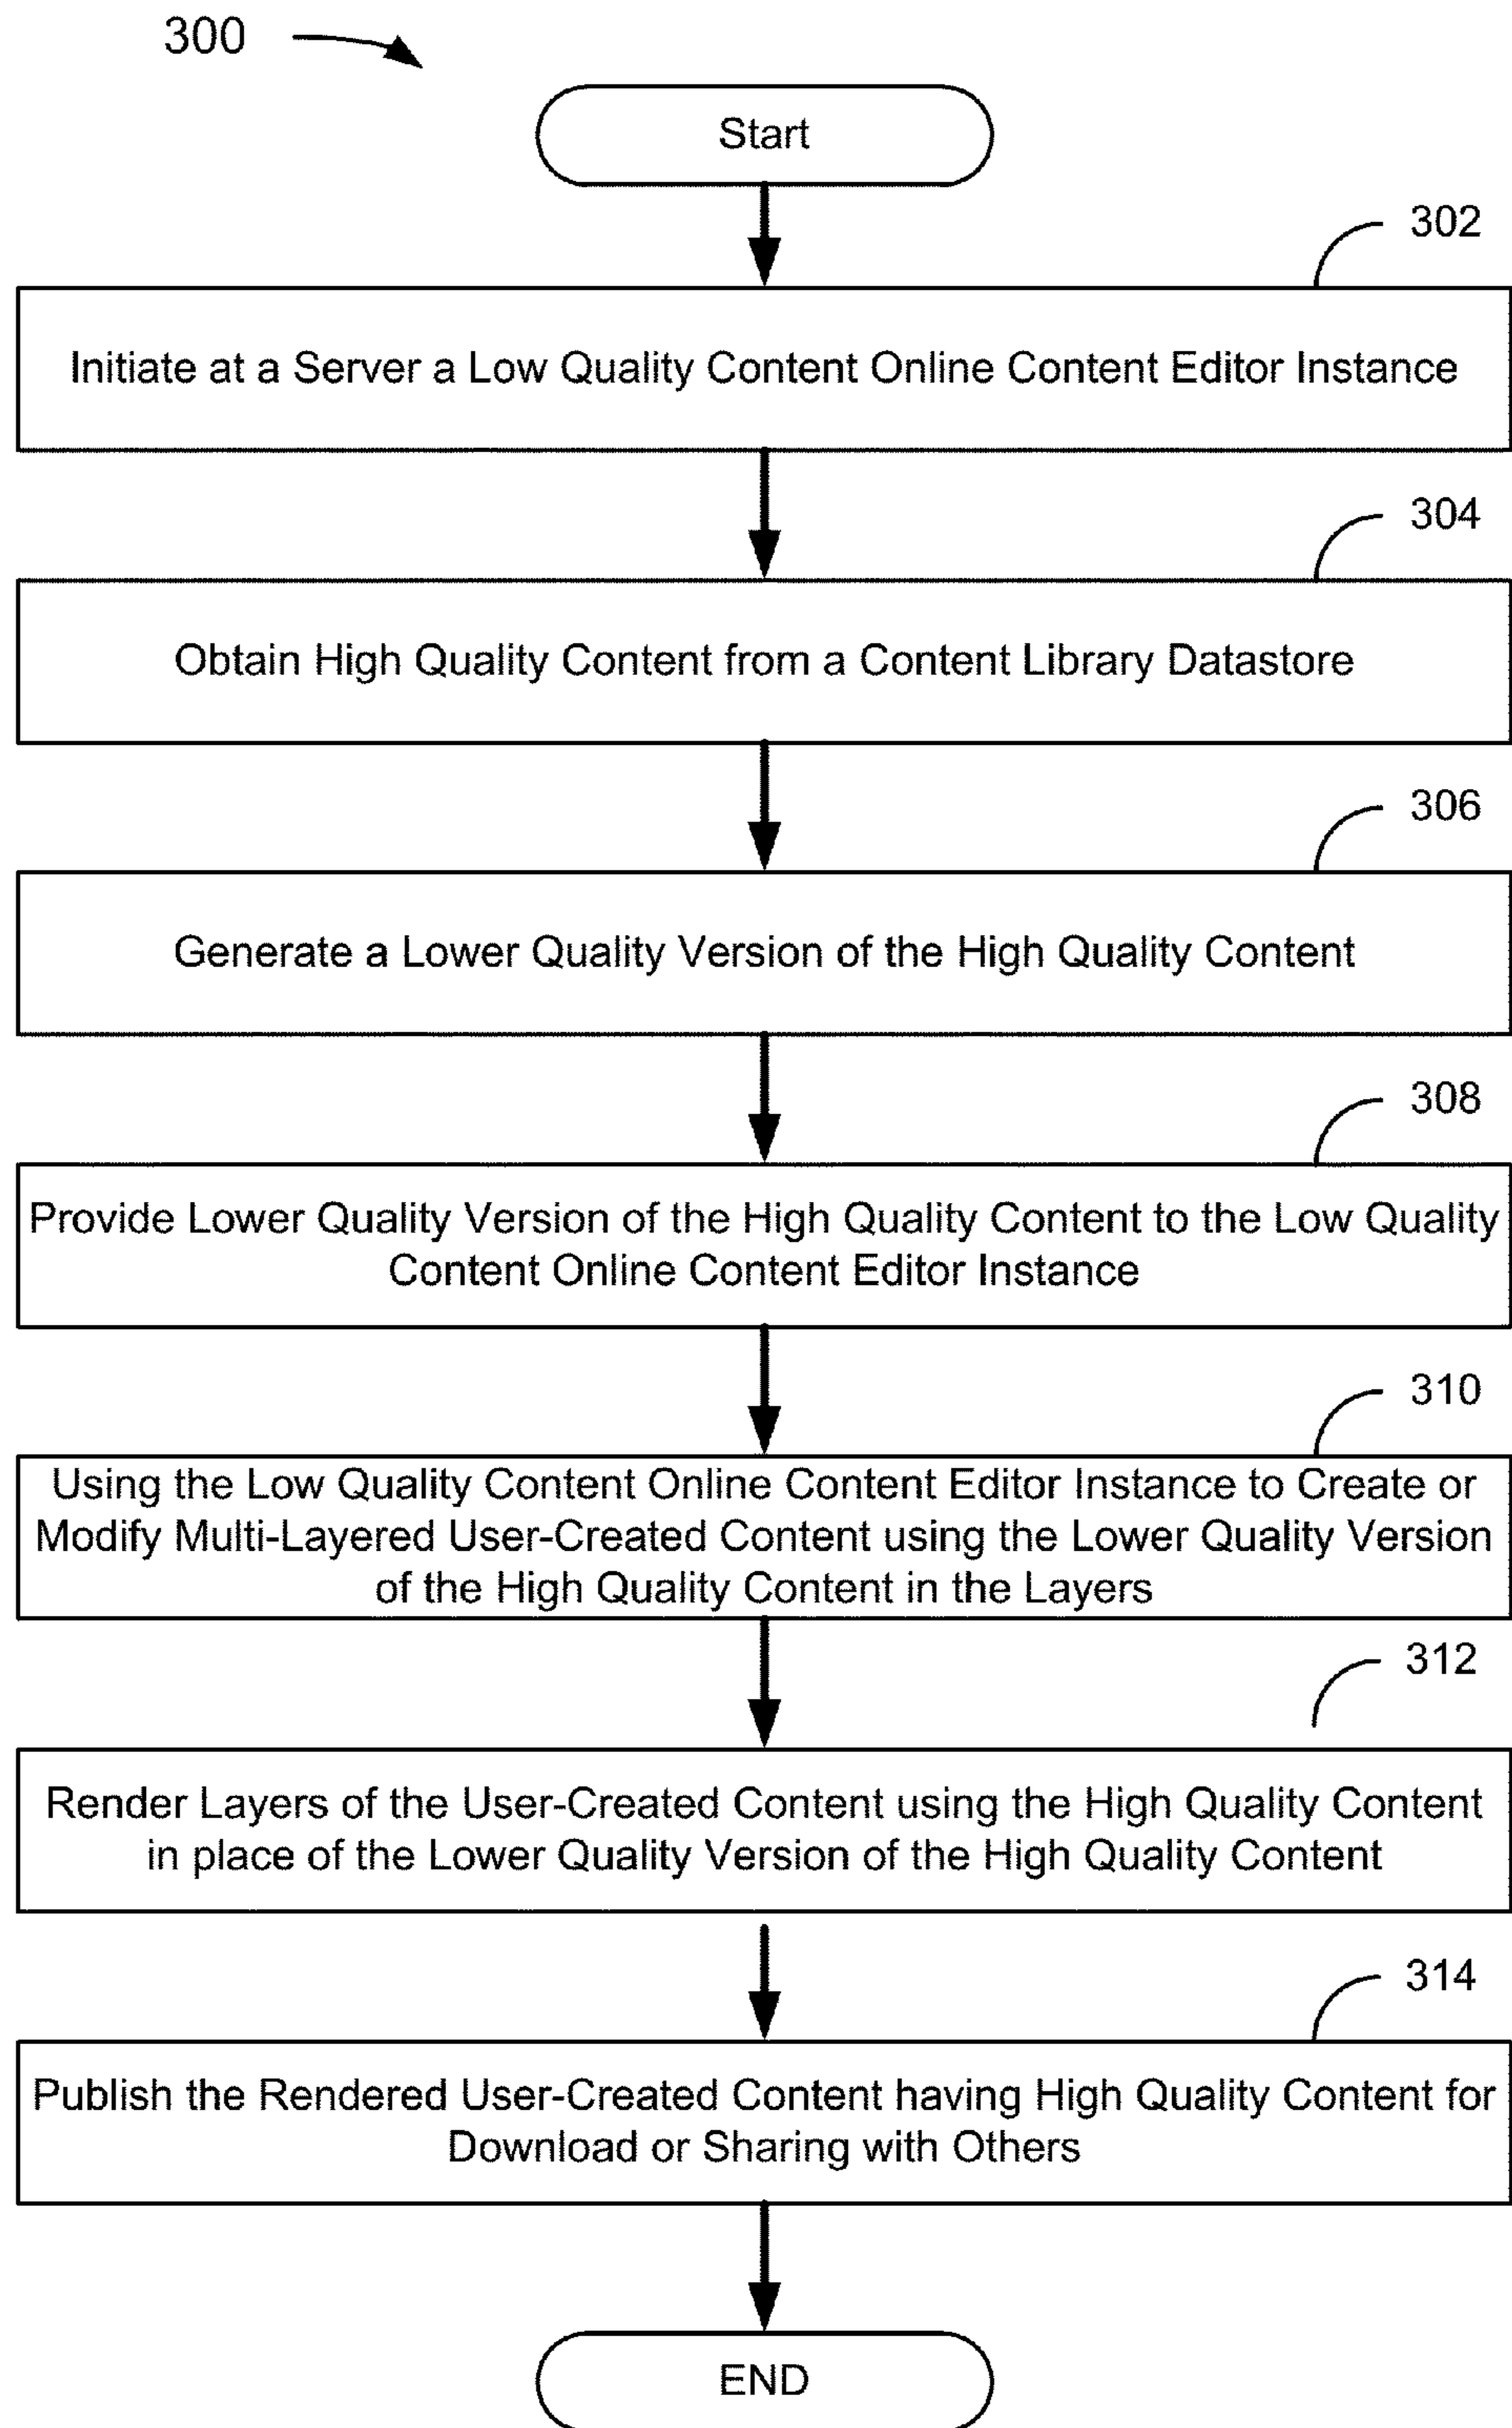 300
Start
302
Initiate at a Server a Low Quality Content Online Content Editor Instance
304
Obtain High Quality Content from a Content Library Datastore
306
Generate a Lower Quality Version of the High Quality Content
308
Provide Lower Quality Version of the High Quality Content to the Low Quality
Content Online Content Editor Instance
310
Using the Low Quality Content Online Content Editor Instance to Create or
Modify Multi-Layered User-Created Content using the Lower Quality Version
of the High Quality Content in the Layers
312
Render Layers of the User-Created Content using the High Quality Content
in place of the Lower Quality Version of the High Quality Content
314
Publish the Rendered User-Created Content having High Quality Content for
Download or Sharing with Others
END